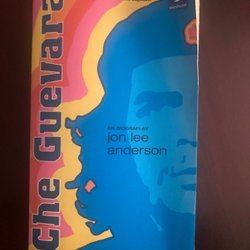 Che Guevara
EN BIOGRAFI AV
jon lee
anderson